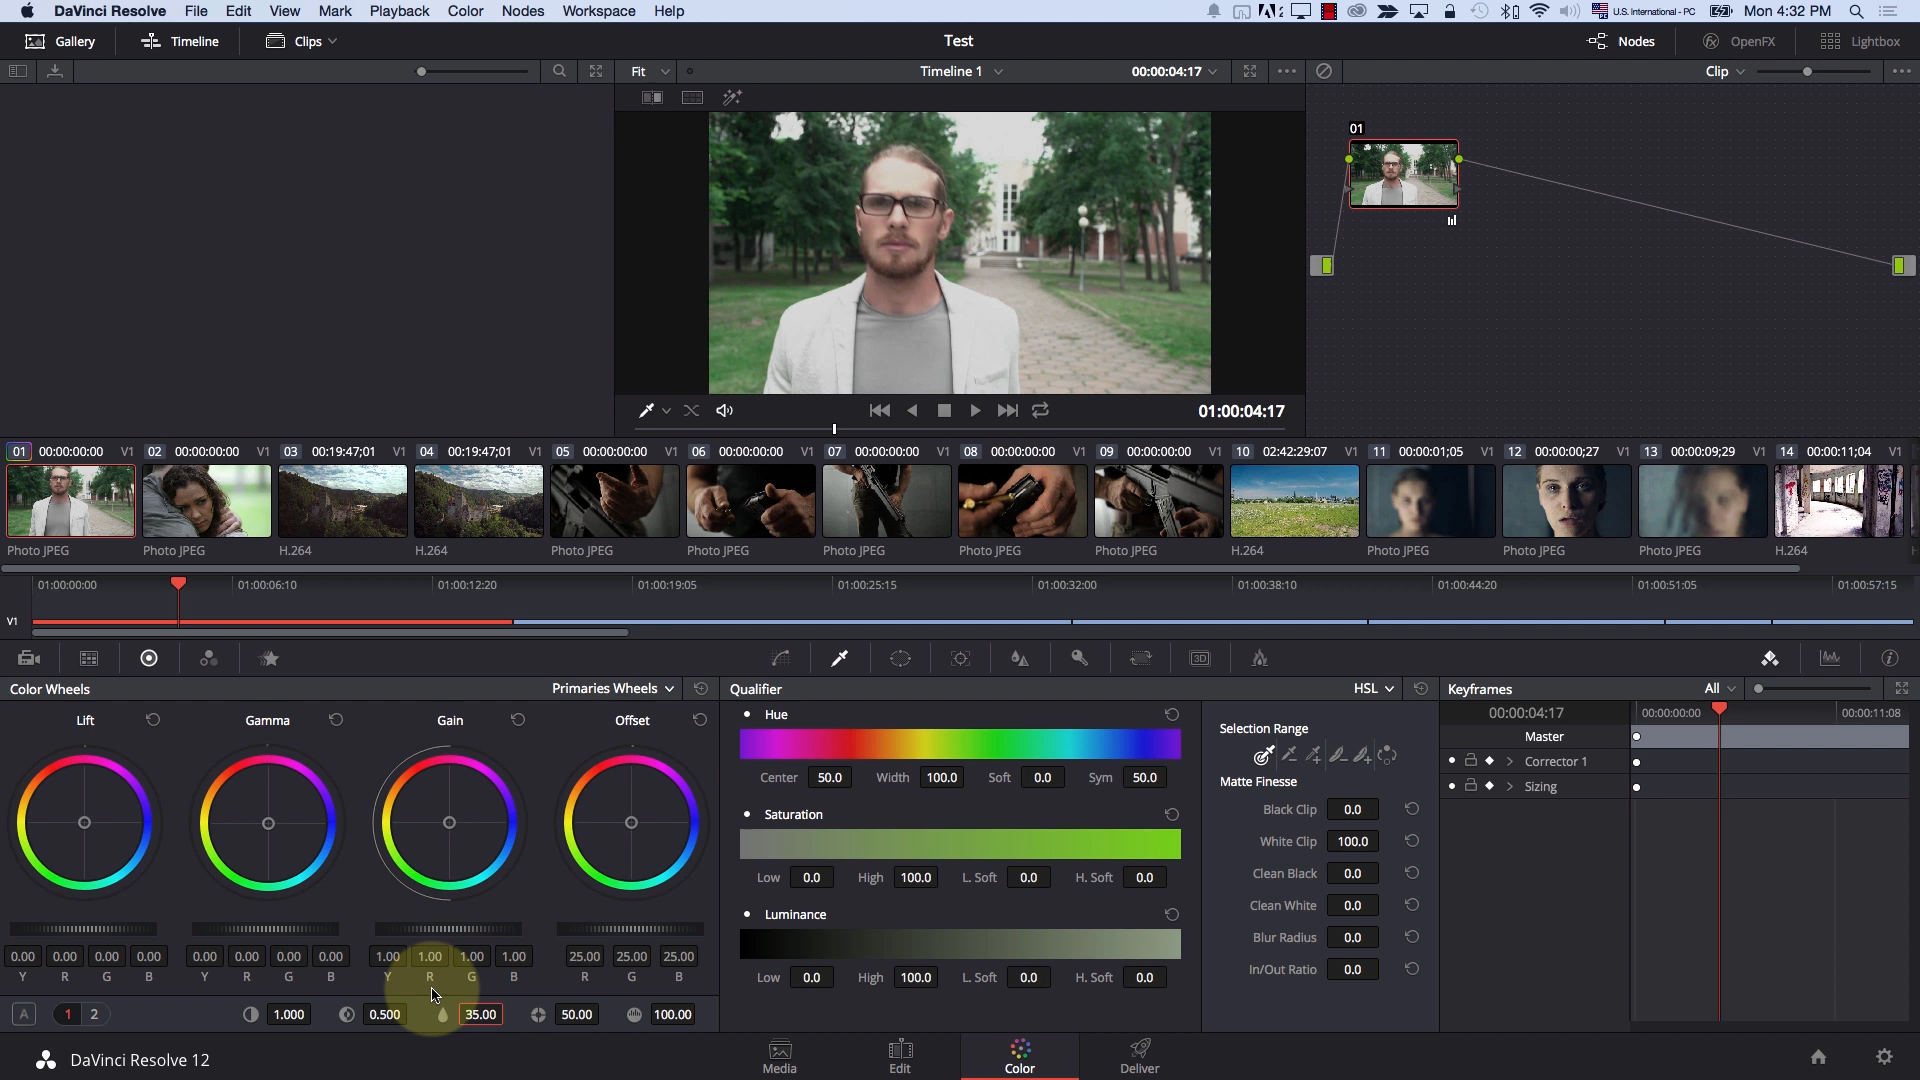 DaVinci Resolve File Edit View Mark Playback Color Nodes Workspace Help
U.S. International - PC Mon 4:32 PM
Gallery Timeline Clips Test Nodes OpenFX Lightbox
Fit Timeline 1 00:00:04:17 Clip
01
01:00:04:17
01 00:00:00:00 V1 02 00:00:00:00 V1 03 00:19:47;01 V1 04 00:19:47;01 V1 05 00:00:00:00 V1 06 00:00:00:00 V1 07 00:00:00:00 V1 08 00:00:00:00 V1 09 00:00:00:00 V1 10 02:42:29:07 V1 11 00:00:01;05 V1 12 00:00:00;27 V1 13 00:00:09;29 V1 14 00:00:11;04 V1
Photo JPEG Photo JPEG H.264 H.264 Photo JPEG Photo JPEG Photo JPEG Photo JPEG Photo JPEG H.264 Photo JPEG Photo JPEG Photo JPEG H.264
01:00:00:00 01:00:06:10 01:00:12:20 01:00:19:05 01:00:25:15 01:00:32:00 01:00:38:10 01:00:44:20 01:00:51:05 01:00:57:15
V1
3D
Color Wheels Primaries Wheels Qualifier HSL Keyframes All
Lift Gamma Gain Offset
0.00 0.00 0.00 0.00 0.00 0.00 0.00 0.00 1.00 1.00 1.00 1.00 25.00 25.00 25.00
Y R G B Y R G B Y R G B R G B
A 1 2 1.000 0.500 35.00 50.00 100.00
Hue
Center 50.0 Width 100.0 Soft 0.0 Sym 50.0
Saturation
Low 0.0 High 100.0 L. Soft 0.0 H. Soft 0.0
Luminance
Low 0.0 High 100.0 L. Soft 0.0 H. Soft 0.0
Selection Range
Matte Finesse
Black Clip 0.0
White Clip 100.0
Clean Black 0.0
Clean White 0.0
Blur Radius 0.0
In/Out Ratio 0.0
00:00:04:17 00:00:00:00 00:00:11:08
Master
Corrector 1
Sizing
DaVinci Resolve 12 Media Edit Color Deliver